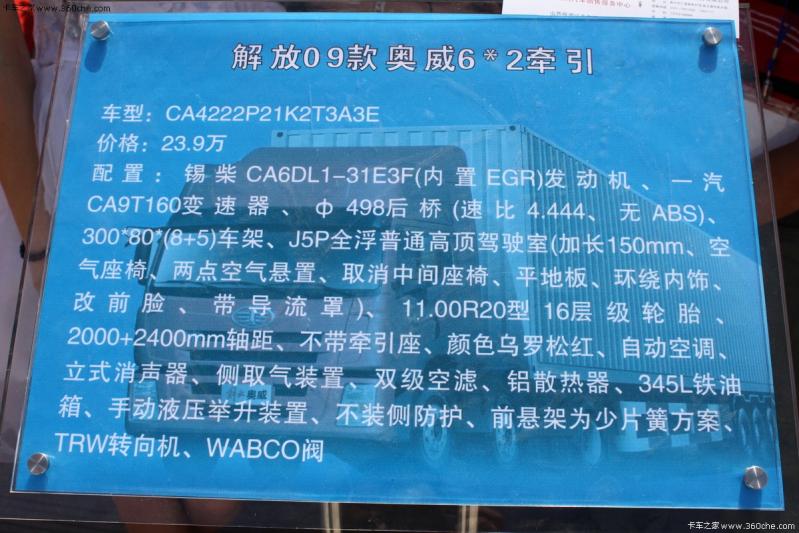 卡车之家 www.360che.com
解放09款奥威6*2牵引
车型：CA4222P21K2T3A3E
价格：23.9万
配置：锡柴CA6DL1-31E3F(内置EGR)发动机、一汽
CA9T160变速器、φ498后桥(速比4.444、无ABS)、
300*80*(8+5)车架、J5P全浮普通高顶驾驶室(加长150mm、空
气座椅、两点空气悬置、取消中间座椅、平地板、环绕内饰、
改前脸、带导流罩)、11.00R20型16层级轮胎、
2000+2400mm轴距、不带牵引座、颜色乌罗松红、自动空调、
立式消声器、侧取气装置、双级空滤、铝散热器、345L铁油
箱、手动液压举升装置、不装侧防护、前悬架为少片簧方案、
TRW转向机、WABCO阀
卡车之家 www.360che.com